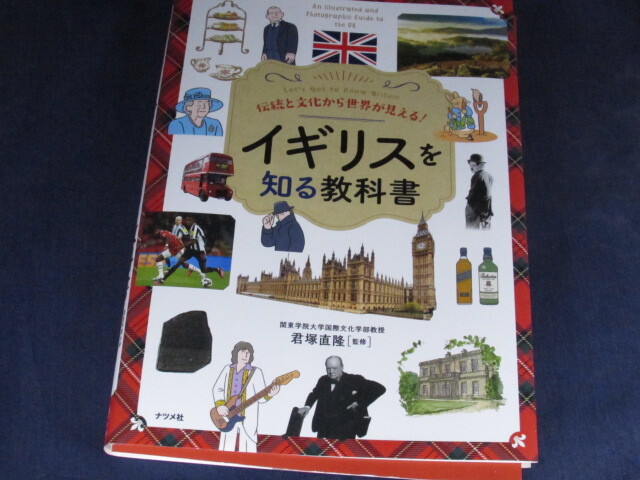 An Illustrated and
Photographic Guide to
the UK
Let's Get to Know Britain
伝統と文化から世界が見える!
イギリスを
知る教科書
関東学院大学国際文化学部教授
君塚直隆[監修]
ナツメ社